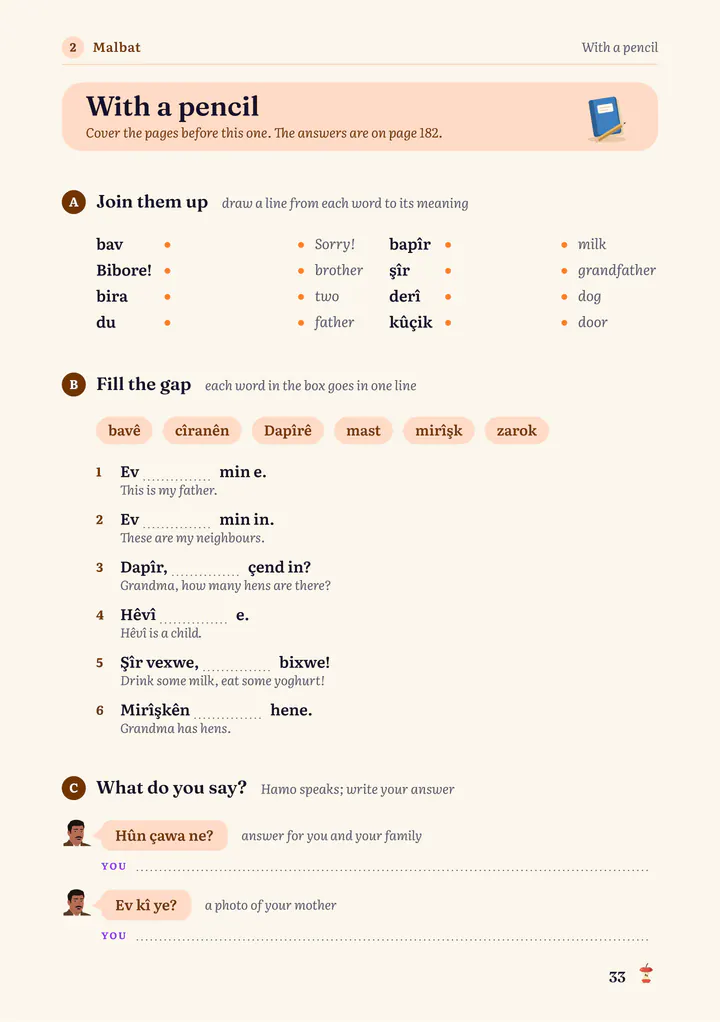 2 Malbat With a pencil
With a pencil
Cover the pages before this one. The answers are on page 182.
A Join them up draw a line from each word to its meaning
bav Sorry! bapîr milk
Bibore! brother şîr grandfather
bira two derî dog
du father kûçik door
B Fill the gap each word in the box goes in one line
bavê cîranên Dapîrê mast mirîşk zarok
1 Ev .............. min e.
This is my father.
2 Ev .............. min in.
These are my neighbours.
3 Dapîr, .............. çend in?
Grandma, how many hens are there?
4 Hêvî .............. e.
Hêvî is a child.
5 Şîr vexwe, .............. bixwe!
Drink some milk, eat some yoghurt!
6 Mirîşkên .............. hene.
Grandma has hens.
C What do you say? Hamo speaks; write your answer
Hûn çawa ne? answer for you and your family
YOU
Ev kî ye? a photo of your mother
YOU
33